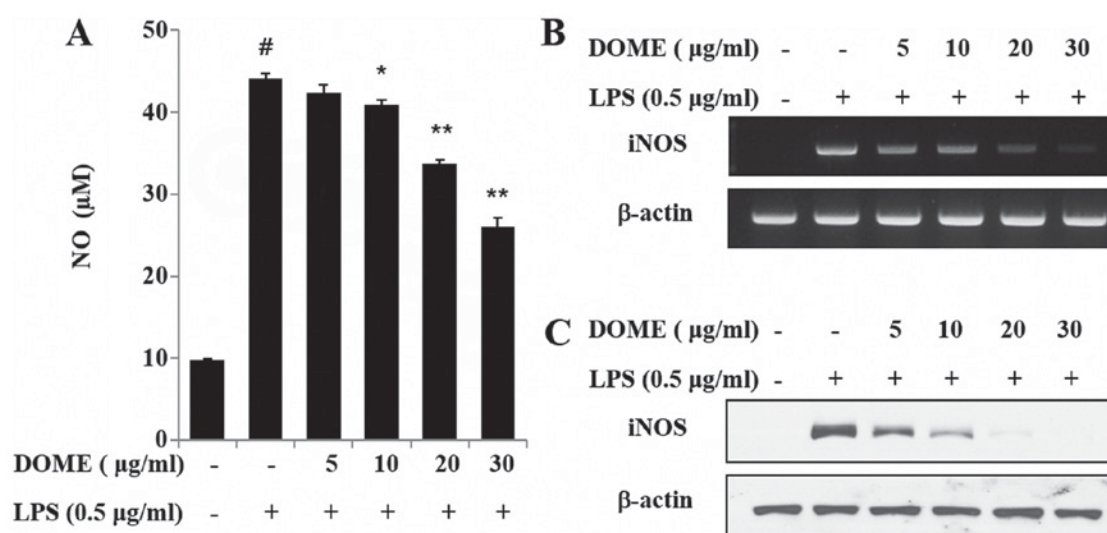 A
50
#
*
40
**
30
**
NO (µM)
20
10
0
DOME ( µg/ml) - - 5 10 20 30
LPS (0.5 µg/ml) - + + + + +
B
DOME ( µg/ml) - - 5 10 20 30
LPS (0.5 µg/ml) - + + + + +
iNOS
β-actin
C
DOME ( µg/ml) - - 5 10 20 30
LPS (0.5 µg/ml) - + + + + +
iNOS
β-actin